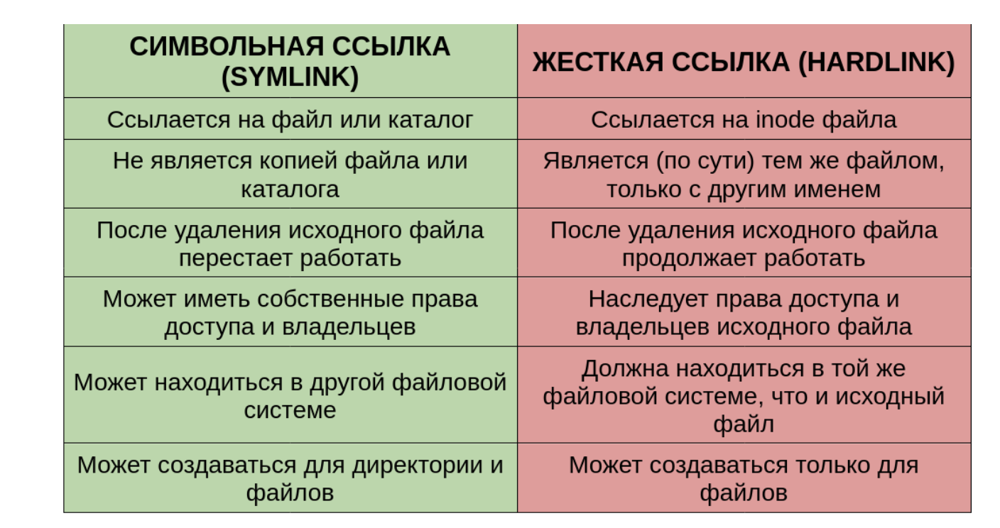 СИМВОЛЬНАЯ ССЫЛКА
(SYMLINK)
ЖЕСТКАЯ ССЫЛКА (HARDLINK)
Ссылается на файл или каталог
Ссылается на inode файла
Не является копией файла или
каталога
Является (по сути) тем же файлом,
только с другим именем
После удаления исходного файла
перестает работать
После удаления исходного файла
продолжает работать
Может иметь собственные права
доступа и владельцев
Наследует права доступа и
владельцев исходного файла
Может находиться в другой файловой
системе
Должна находиться в той же
файловой системе, что и исходный
файл
Может создаваться для директории и
файлов
Может создаваться только для
файлов